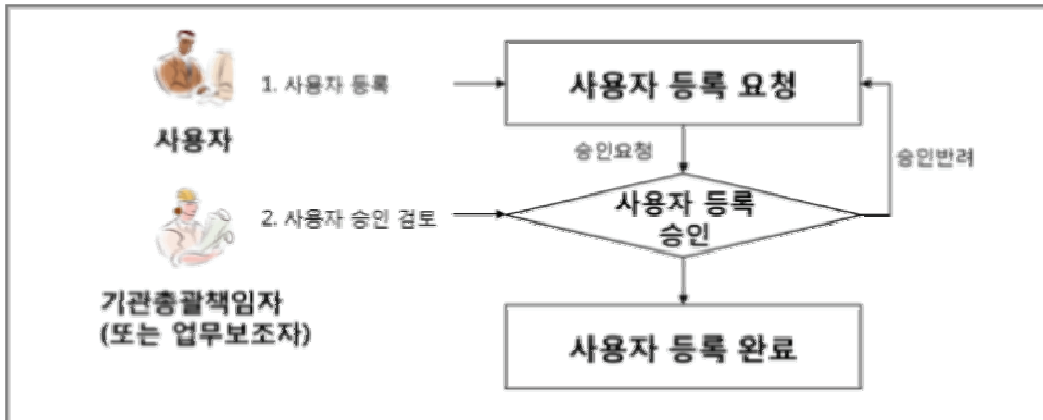 1. 사용자 등록
사용자 등록 요청
사용자
승인요청
승인반려
2. 사용자 승인 검토
사용자 등록
승인
기관총괄책임자
(또는 업무보조자)
사용자 등록 완료